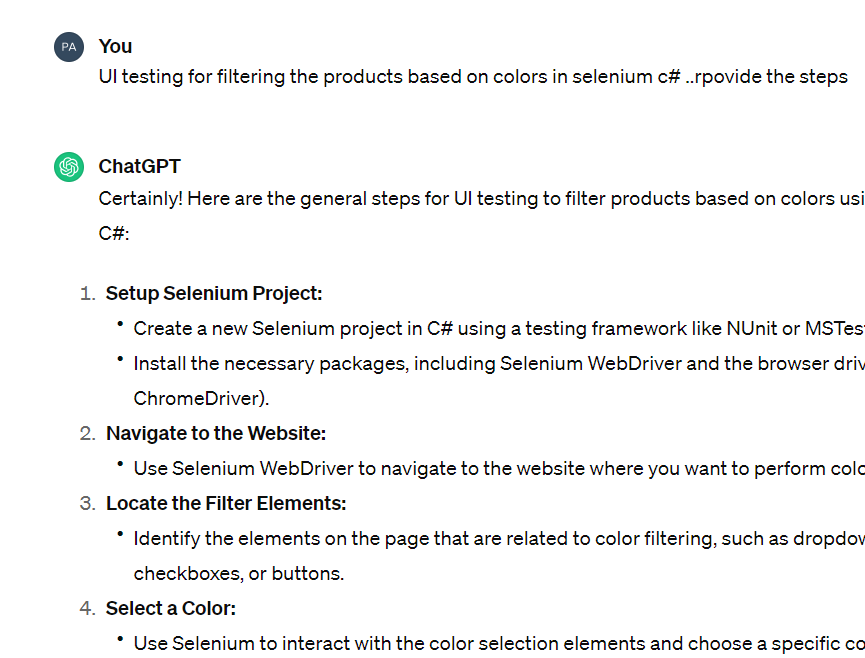 PA
You
UI testing for filtering the products based on colors in selenium c# ..rpovide the steps
ChatGPT
Certainly! Here are the general steps for UI testing to filter products based on colors usi
C#:
1. Setup Selenium Project:
• Create a new Selenium project in C# using a testing framework like NUnit or MSTes
• Install the necessary packages, including Selenium WebDriver and the browser driv
ChromeDriver).
2. Navigate to the Website:
• Use Selenium WebDriver to navigate to the website where you want to perform colo
3. Locate the Filter Elements:
• Identify the elements on the page that are related to color filtering, such as dropdow
checkboxes, or buttons.
4. Select a Color:
• Use Selenium to interact with the color selection elements and choose a specific co